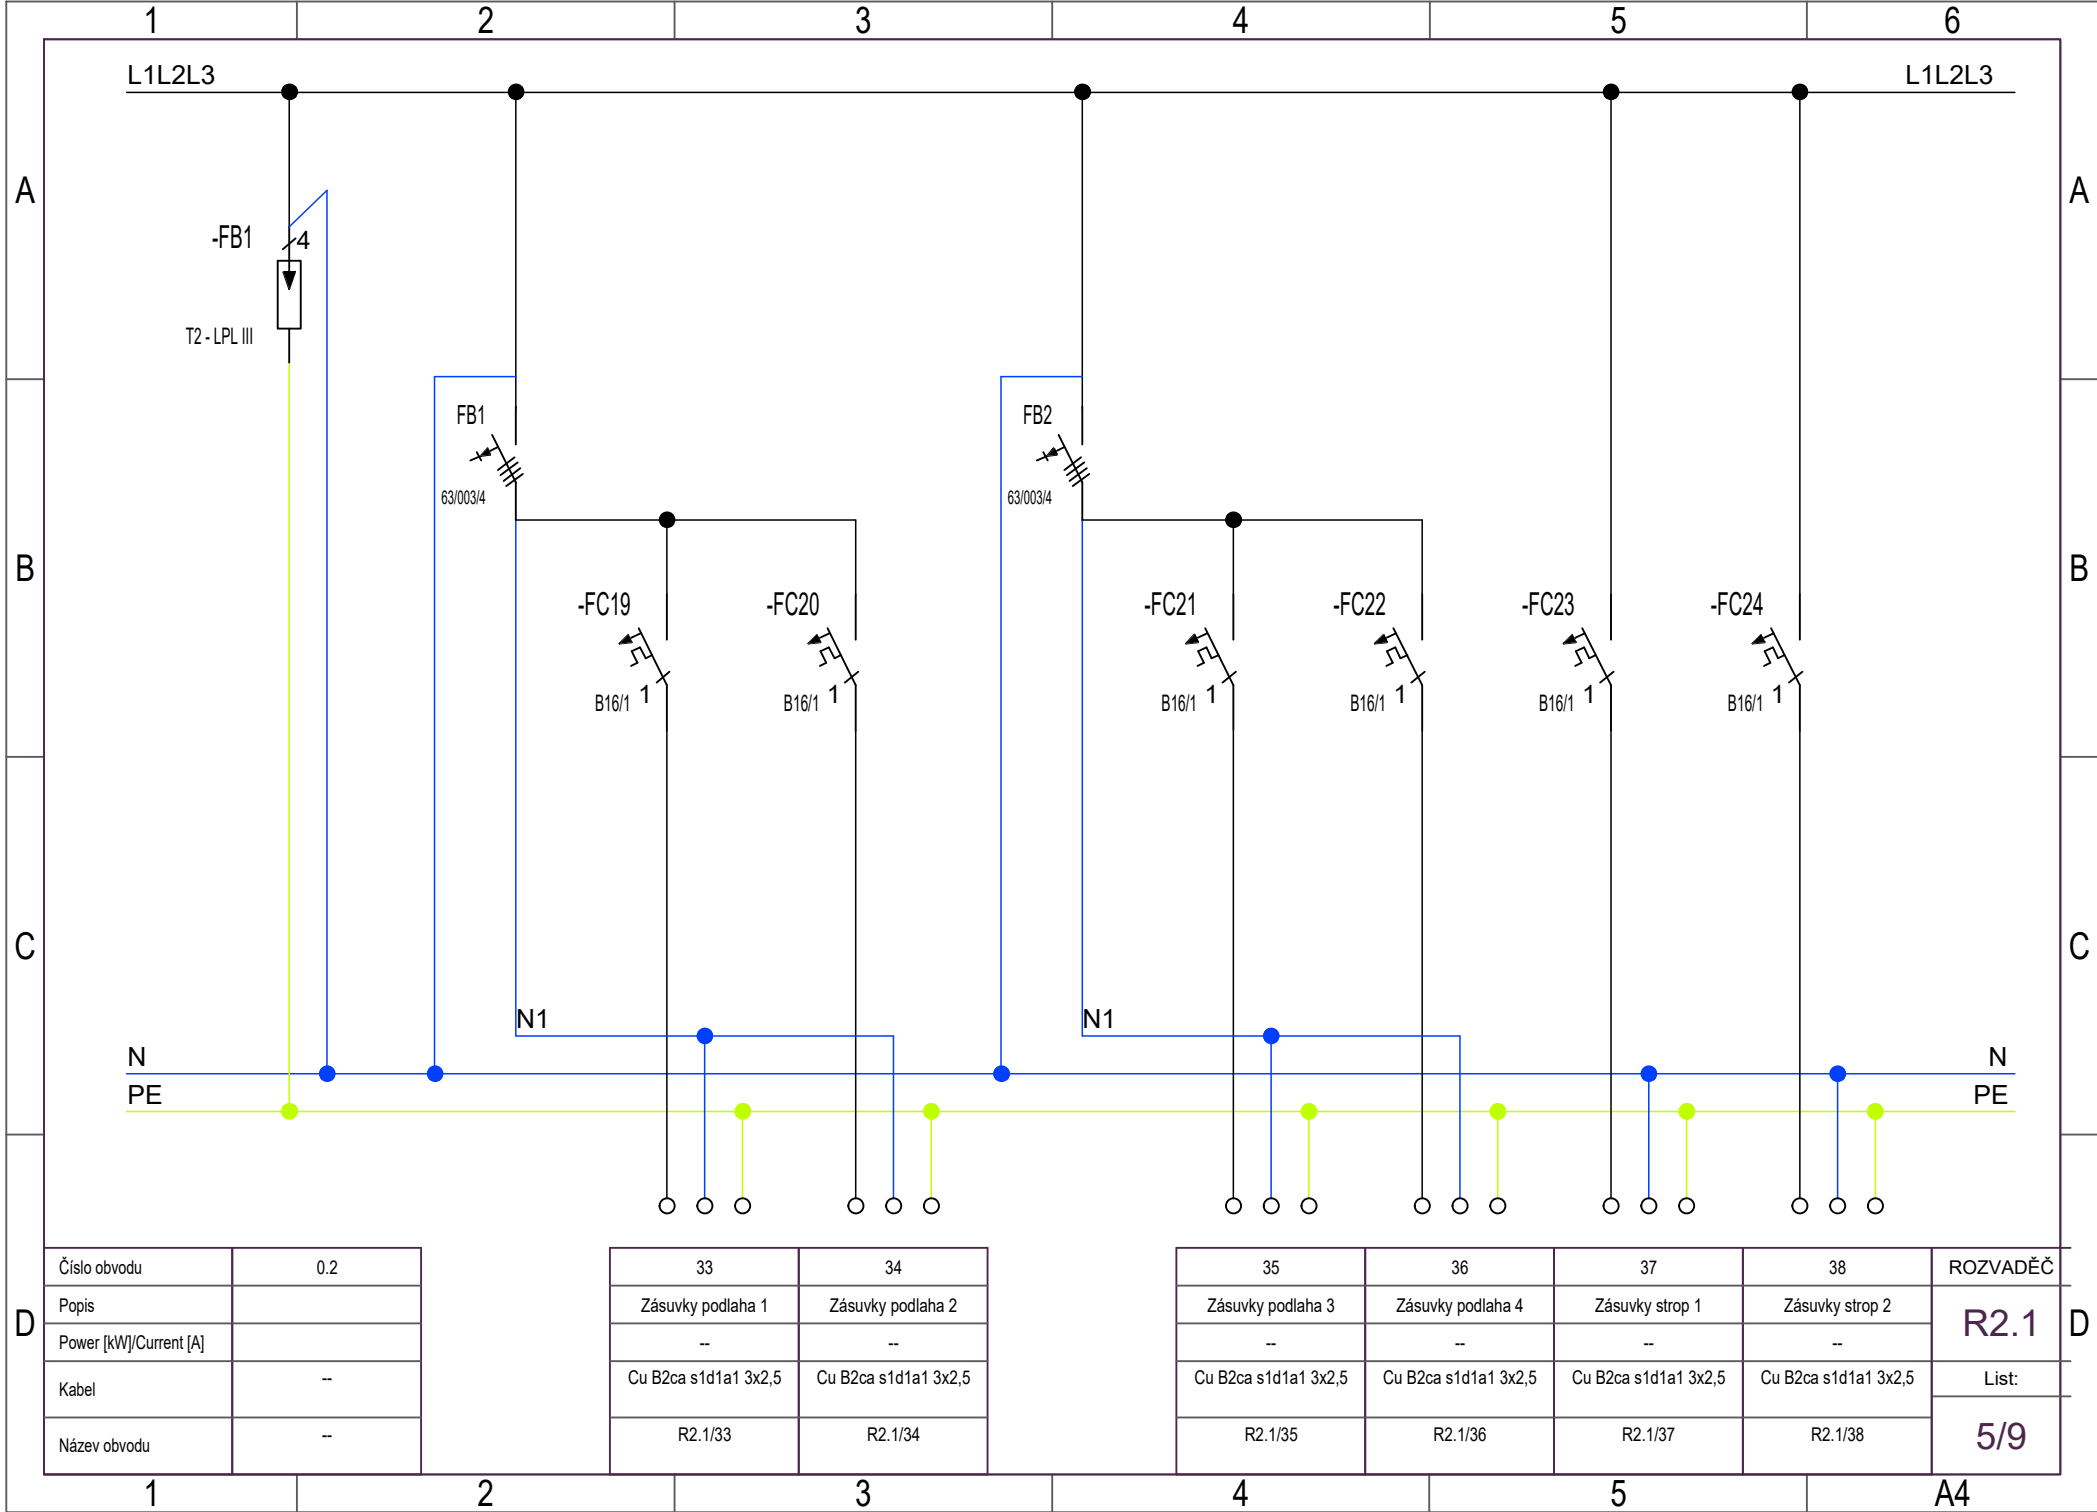 1 2 3 4 5 6
L1L2L3 L1L2L3
A A
-FB1 4
T2 - LPL III
FB1 FB2
63/003/4 63/003/4
B B
-FC19 -FC20 -FC21 -FC22 -FC23 -FC24
B16/1 1 B16/1 1 B16/1 1 B16/1 1 B16/1 1 B16/1 1
C C
N1 N1
N N
PE PE
Číslo obvodu 0.2 33 34 35 36 37 38 ROZVADĚČ
Popis Zásuvky podlaha 1 Zásuvky podlaha 2 Zásuvky podlaha 3 Zásuvky podlaha 4 Zásuvky strop 1 Zásuvky strop 2 R2.1
D D
Power [kW]/Current [A] -- -- -- -- -- --
Kabel -- Cu B2ca s1d1a1 3x2,5 Cu B2ca s1d1a1 3x2,5 Cu B2ca s1d1a1 3x2,5 Cu B2ca s1d1a1 3x2,5 Cu B2ca s1d1a1 3x2,5 Cu B2ca s1d1a1 3x2,5 List:
Název obvodu -- R2.1/33 R2.1/34 R2.1/35 R2.1/36 R2.1/37 R2.1/38 5/9
1 2 3 4 5 A4